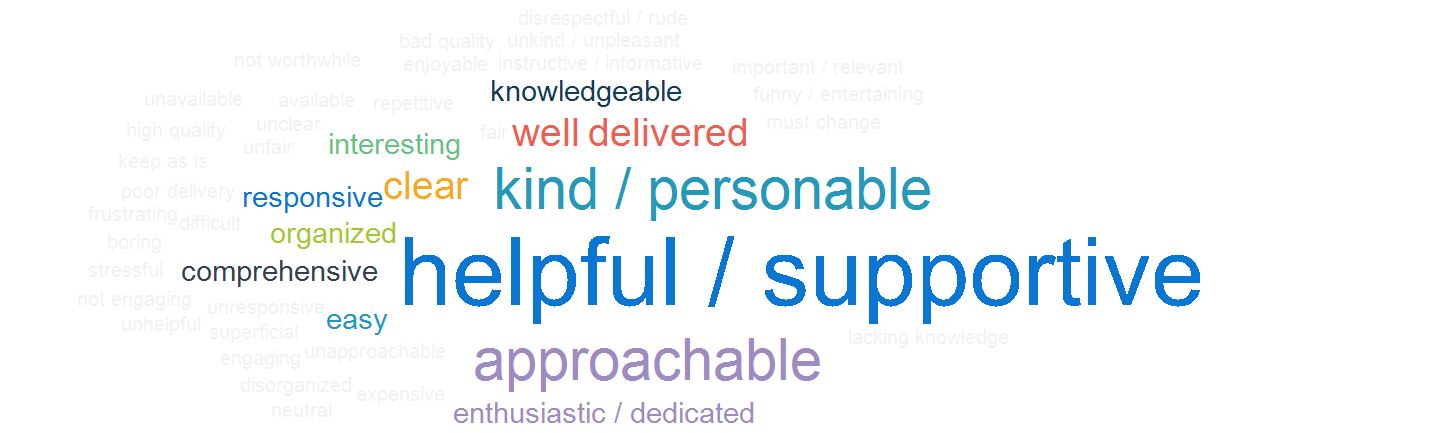 disrespectful / rude
bad quality unkind / unpleasant
not worthwhile enjoyable instructive / informative important / relevant
unavailable available repetitive knowledgeable funny / entertaining
high quality unclear fair well delivered must change
unfair interesting
keep as is
poor delivery responsive clear kind / personable
frustrating difficult
boring organized
stressful comprehensive helpful / supportive
not engaging unresponsive
unhelpful superficial easy lacking knowledge
engaging unapproachable approachable
disorganized expensive
neutral enthusiastic / dedicated